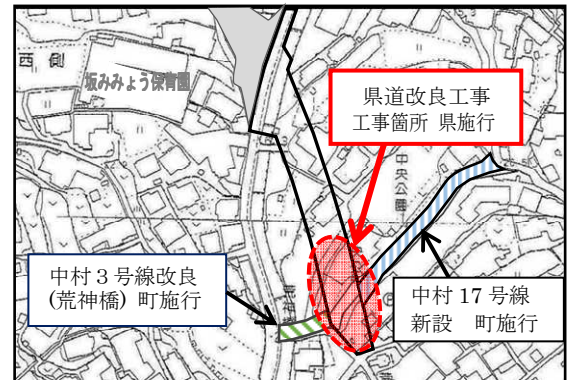 西側
坂みみょう保育園
県道改良工事
工事箇所 県施行
中央公園
中村３号線改良
(荒神橋) 町施行
中村 17 号線
新設 町施行